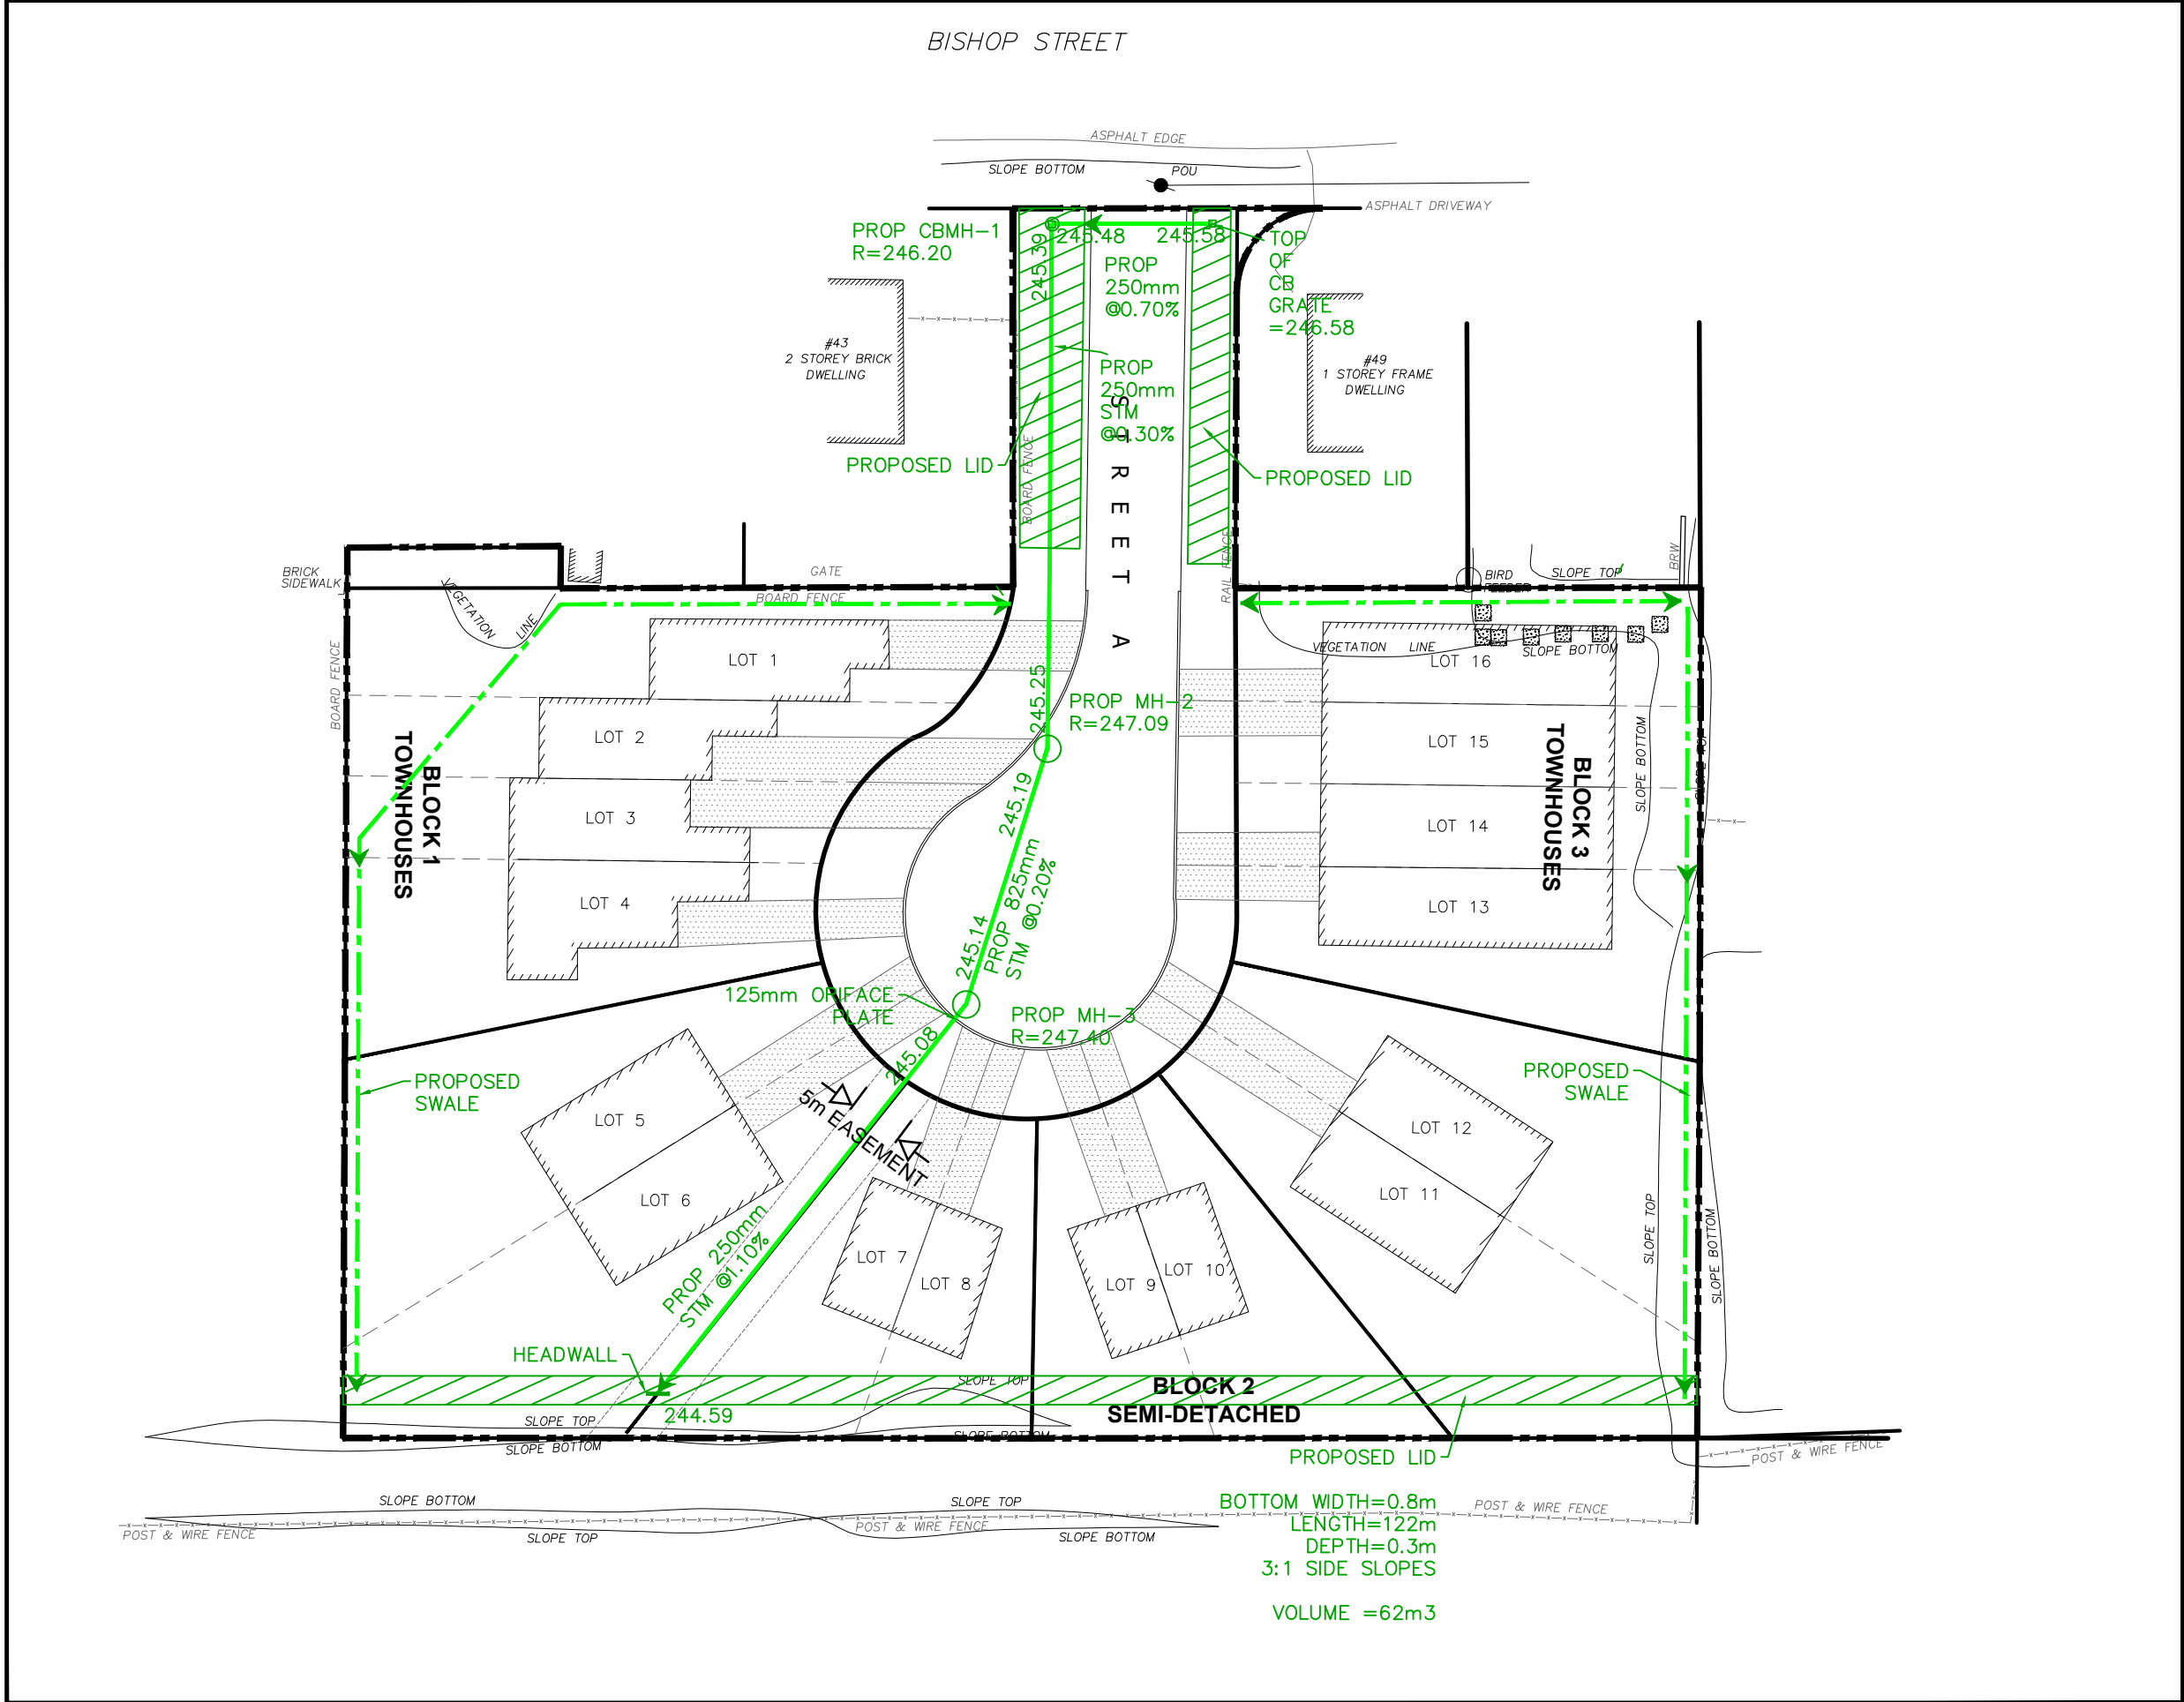 BISHOP STREET
ASPHALT EDGE
SLOPE BOTTOM
POU
ASPHALT DRIVEWAY
PROP CBMH-1
R=246.20
245.39
245.48
245.58
TOP
OF
CB
GRATE
=246.58
PROP
250mm
@0.70%
#43
2 STOREY BRICK
DWELLING
#49
1 STOREY FRAME
DWELLING
PROP
250mm
STM
@0.30%
STREET A
PROPOSED LID
PROPOSED LID
BOARD FENCE
RAIL FENCE
BRICK
SIDEWALK
VEGETATION
LINE
GATE
BOARD FENCE
BOARD FENCE
BIRD
FEEDER
SLOPE TOP
BRW
VEGETATION LINE
SLOPE BOTTOM
LOT 1
LOT 2
LOT 3
LOT 4
BLOCK 1
TOWNHOUSES
245.25
PROP MH-2
R=247.09
245.19
PROP 825mm
STM @0.20%
245.14
LOT 16
LOT 15
LOT 14
LOT 13
BLOCK 3
TOWNHOUSES
SLOPE BOTTOM
SLOPE TOP
125mm ORIFACE
PLATE
PROP MH-3
R=247.40
245.08
PROPOSED
SWALE
PROPOSED
SWALE
5m EASEMENT
LOT 5
LOT 6
LOT 7
LOT 8
LOT 9
LOT 10
LOT 11
LOT 12
SLOPE TOP
SLOPE BOTTOM
PROP 250mm
STM @1.10%
HEADWALL
244.59
SLOPE TOP
BLOCK 2
SEMI-DETACHED
SLOPE TOP
SLOPE BOTTOM
SLOPE BOTTOM
PROPOSED LID
POST & WIRE FENCE
BOTTOM WIDTH=0.8m
LENGTH=122m
DEPTH=0.3m
3:1 SIDE SLOPES
VOLUME =62m3
SLOPE BOTTOM
SLOPE TOP
POST & WIRE FENCE
POST & WIRE FENCE
POST & WIRE FENCE
SLOPE TOP
SLOPE BOTTOM